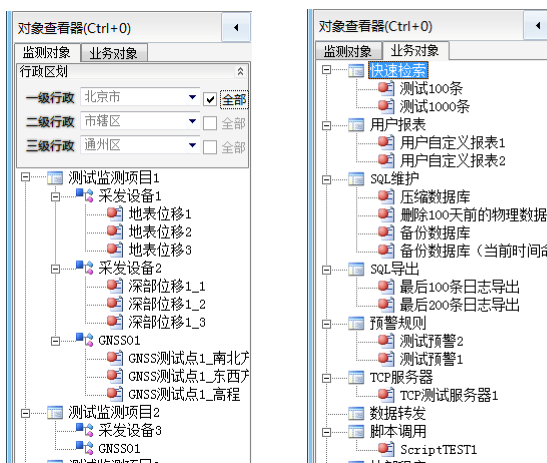 对象查看器(Ctrl+0)
监测对象 业务对象
行政区划
一级行政 北京市 全部
二级行政 市辖区 全部
三级行政 通州区 全部
测试监测项目1
采发设备1
地表位移1
地表位移2
地表位移3
采发设备2
深部位移1_1
深部位移1_2
深部位移1_3
GNSS01
GNSS测试点1_南北方
GNSS测试点1_东西方
GNSS测试点1_高程
测试监测项目2
采发设备3
GNSS01
对象查看器(Ctrl+0)
监测对象 业务对象
快速检索
测试100条
测试1000条
用户报表
用户自定义报表1
用户自定义报表2
SQL维护
压缩数据库
删除100天前的物理数据
备份数据库
备份数据库（当前时间
SQL导出
最后100条日志导出
最后200条日志导出
预警规则
测试预警2
测试预警1
TCP服务器
TCP测试服务器1
数据转发
脚本调用
ScriptTEST1